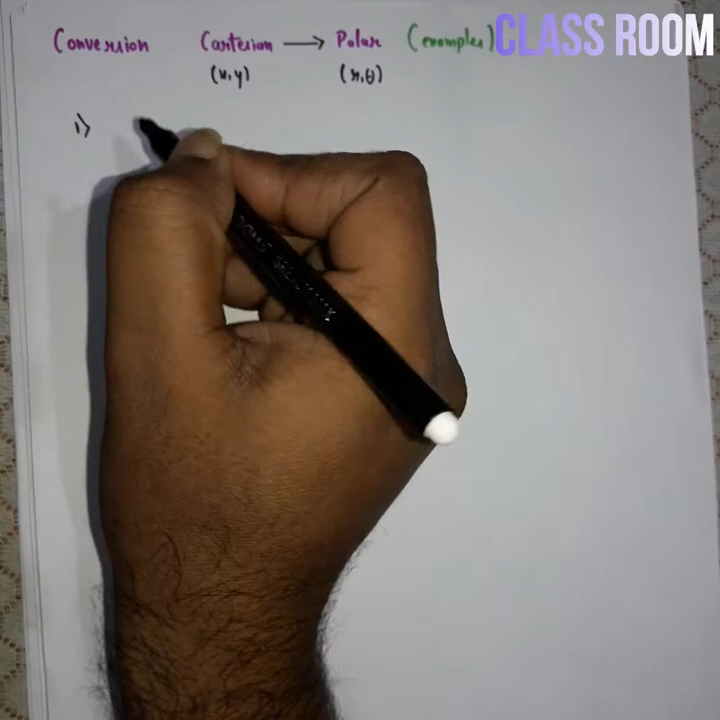 Conversion Cartesian → Polar (examples) CLASS ROOM
(x,y) (r,θ)
1)